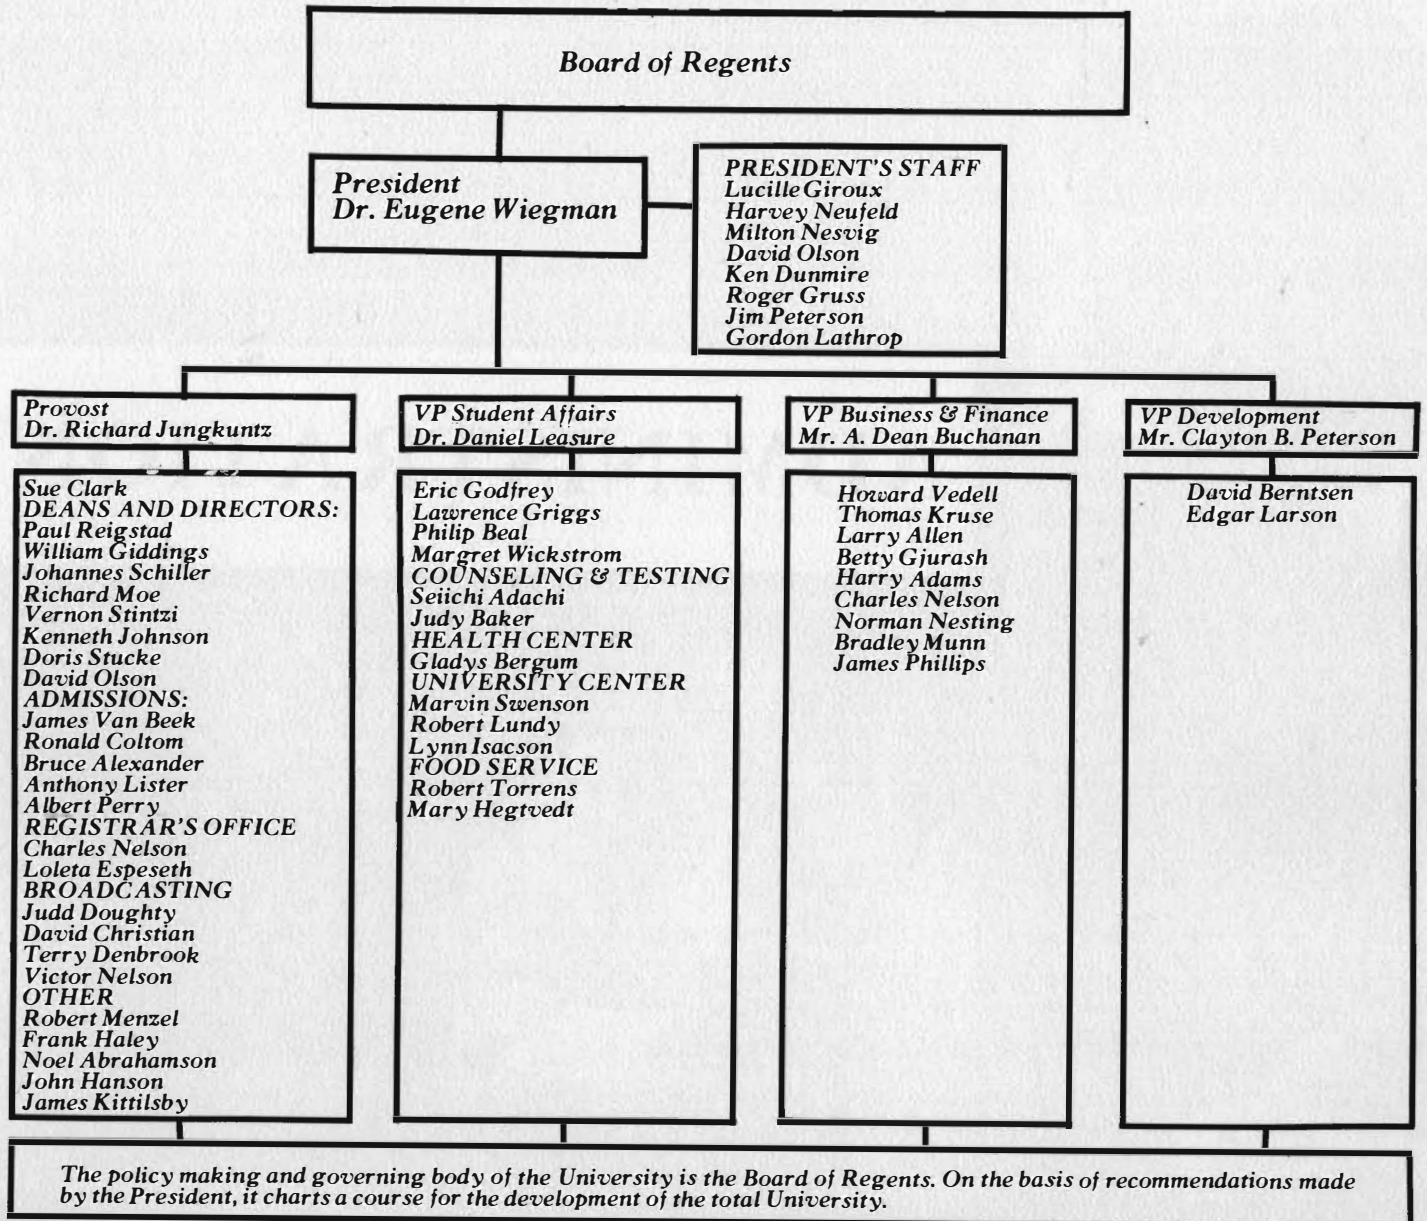 Board of Regents
President
Dr. Eugene Wiegman
PRESIDENT'S STAFF
Lucille Giroux
Harvey Neufeld
Milton Nesvig
David Olson
Ken Dunmire
Roger Gruss
Jim Peterson
Gordon Lathrop
Provost
Dr. Richard Jungkuntz
Sue Clark
DEANS AND DIRECTORS:
Paul Reigstad
William Giddings
Johannes Schiller
Richard Moe
Vernon Stintzi
Kenneth Johnson
Doris Stucke
David Olson
ADMISSIONS:
James Van Beek
Ronald Coltom
Bruce Alexander
Anthony Lister
Albert Perry
REGISTRAR'S OFFICE
Charles Nelson
Loleta Espeseth
BROADCASTING
Judd Doughty
David Christian
Terry Denbrook
Victor Nelson
OTHER
Robert Menzel
Frank Haley
Noel Abrahamson
John Hanson
James Kittilsby
VP Student Affairs
Dr. Daniel Leasure
Eric Godfrey
Lawrence Griggs
Philip Beal
Margret Wickstrom
COUNSELING & TESTING
Seiichi Adachi
Judy Baker
HEALTH CENTER
Gladys Bergum
UNIVERSITY CENTER
Marvin Swenson
Robert Lundy
Lynn Isacson
FOOD SERVICE
Robert Torrens
Mary Hegtvedt
VP Business & Finance
Mr. A. Dean Buchanan
Howard Vedell
Thomas Kruse
Larry Allen
Betty Gjurash
Harry Adams
Charles Nelson
Norman Nesting
Bradley Munn
James Phillips
VP Development
Mr. Clayton B. Peterson
David Berntsen
Edgar Larson
The policy making and governing body of the University is the Board of Regents. On the basis of recommendations made
by the President, it charts a course for the development of the total University.